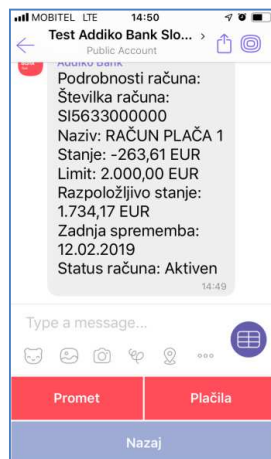 MOBITEL LTE 14:50
Test Addiko Bank Slo... >
Public Account
Addiko Bank
Podrobnosti računa:
Številka računa:
SI5633000000
Naziv: RAČUN PLAČA 1
Stanje: -263,61 EUR
Limit: 2.000,00 EUR
Razpoložljivo stanje:
1.734,17 EUR
Zadnja sprememba:
12.02.2019
Status računa: Aktiven
14:49
Type a message...
Promet Plačila
Nazaj